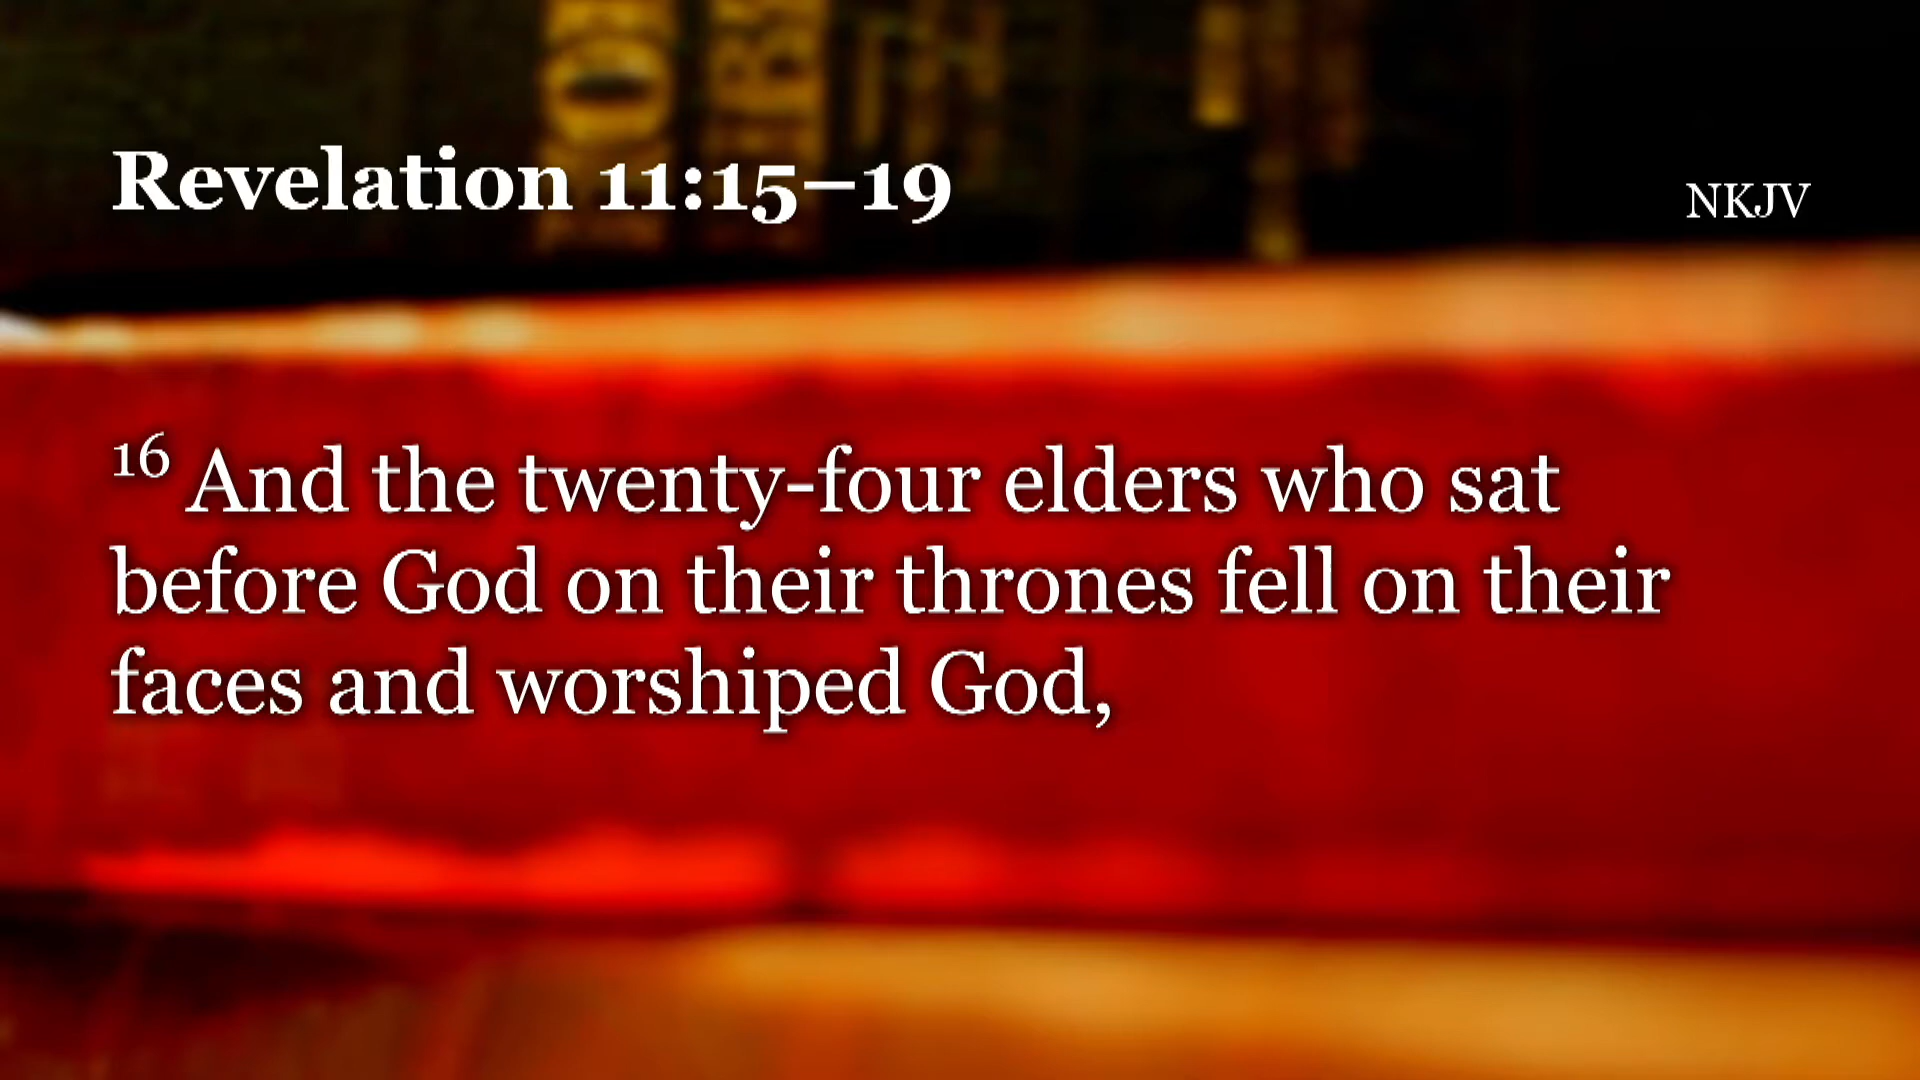 Revelation 11:15–19
NKJV
16 And the twenty-four elders who sat
before God on their thrones fell on their
faces and worshiped God,